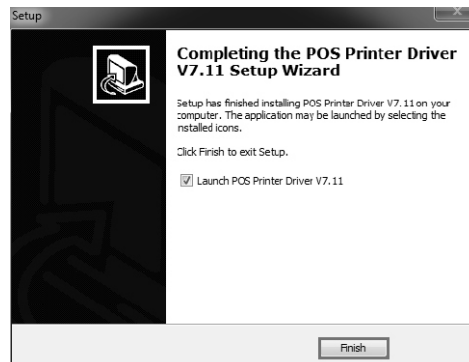 Setup
Completing the POS Printer Driver
V7.11 Setup Wizard
Setup has finished installing POS Printer Driver V7.11 on your
computer. The application may be launched by selecting the
installed icons.
Click Finish to exit Setup.
Launch POS Printer Driver V7.11
Finish